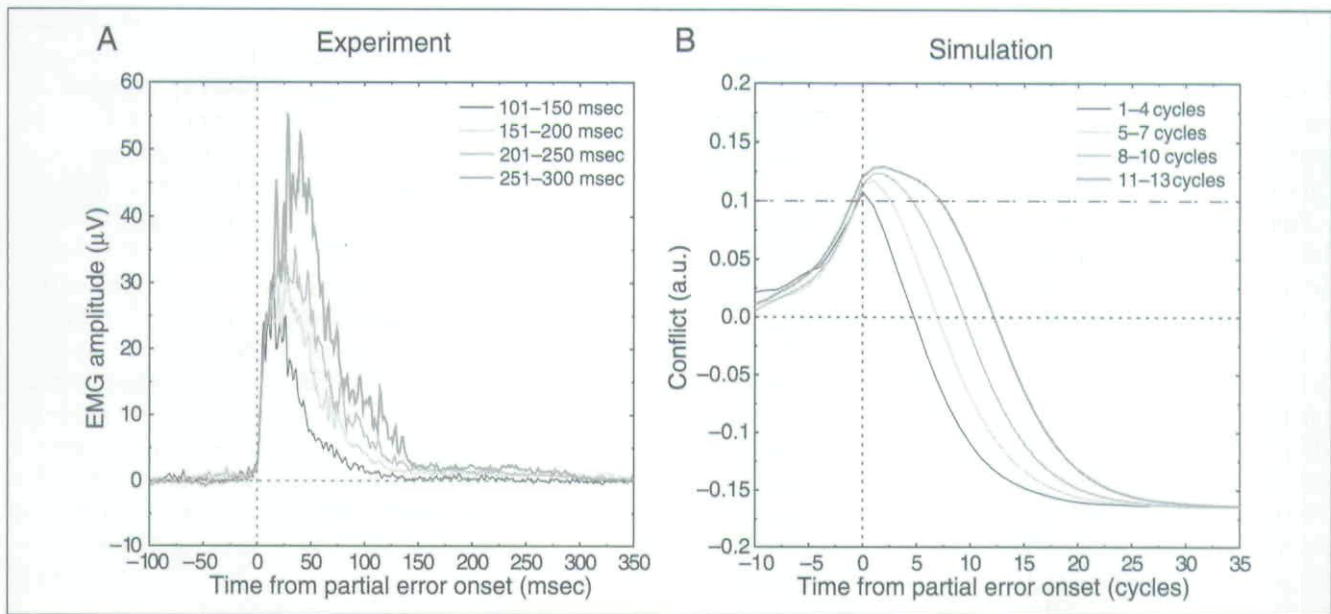 A
Experiment
60
50
40
30
20
10
0
−10
EMG amplitude (μV)
101–150 msec
151–200 msec
201–250 msec
251–300 msec
−100 −50 0 50 100 150 200 250 300 350
Time from partial error onset (msec)
B
Simulation
0.2
0.15
0.1
0.05
0.0
−0.05
−0.1
−0.15
−0.2
Conflict (a.u.)
1–4 cycles
5–7 cycles
8–10 cycles
11–13 cycles
−10 −5 0 5 10 15 20 25 30 35
Time from partial error onset (cycles)